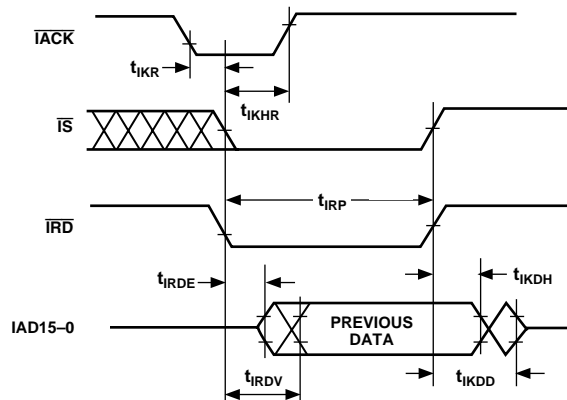 IACK
tIKR
tIKHR
IS
tIRP
IRD
tIRDE
tIKDH
IAD15–0
PREVIOUS
DATA
tIKDD
tIRDV